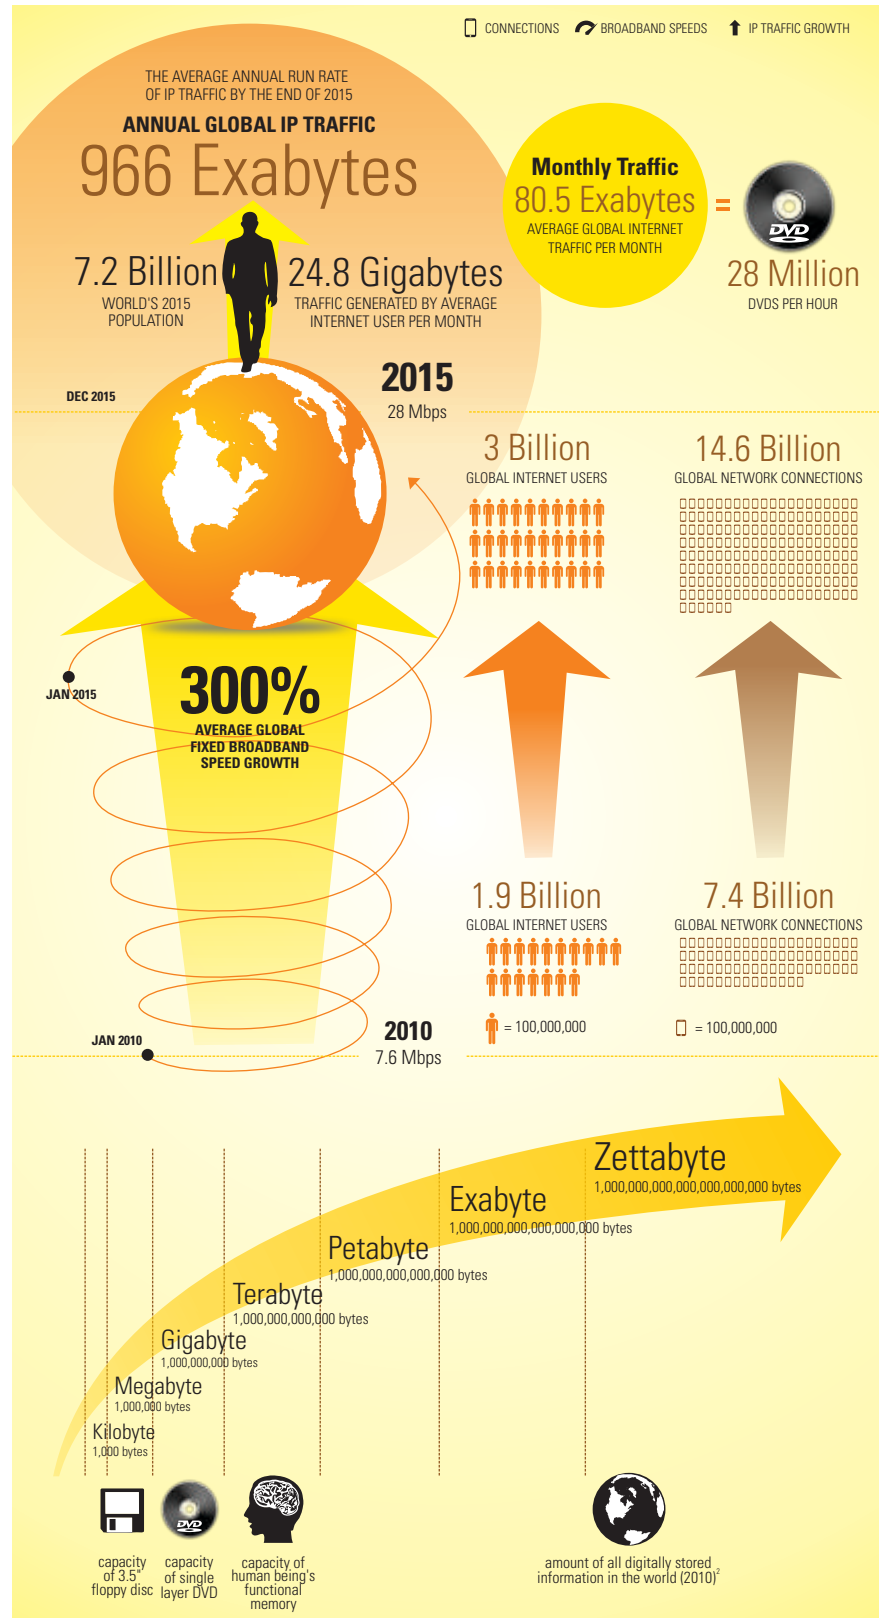 CONNECTIONS
BROADBAND SPEEDS
IP TRAFFIC GROWTH
THE AVERAGE ANNUAL RUN RATE
OF IP TRAFFIC BY THE END OF 2015
ANNUAL GLOBAL IP TRAFFIC
966 Exabytes
7.2 Billion
WORLD'S 2015
POPULATION
24.8 Gigabytes
TRAFFIC GENERATED BY AVERAGE
INTERNET USER PER MONTH
Monthly Traffic
80.5 Exabytes
AVERAGE GLOBAL INTERNET
TRAFFIC PER MONTH
=
DVD
28 Million
DVDS PER HOUR
DEC 2015
2015
28 Mbps
3 Billion
GLOBAL INTERNET USERS
14.6 Billion
GLOBAL NETWORK CONNECTIONS
JAN 2015
300%
AVERAGE GLOBAL
FIXED BROADBAND
SPEED GROWTH
1.9 Billion
GLOBAL INTERNET USERS
7.4 Billion
GLOBAL NETWORK CONNECTIONS
= 100,000,000
= 100,000,000
JAN 2010
2010
7.6 Mbps
Zettabyte
1,000,000,000,000,000,000,000 bytes
Exabyte
1,000,000,000,000,000,000 bytes
Petabyte
1,000,000,000,000,000 bytes
Terabyte
1,000,000,000,000 bytes
Gigabyte
1,000,000,000 bytes
Megabyte
1,000,000 bytes
Kilobyte
1,000 bytes
DVD
capacity
of 3.5"
floppy disc
capacity
of single
layer DVD
capacity of
human being's
functional
memory
amount of all digitally stored
information in the world (2010)²